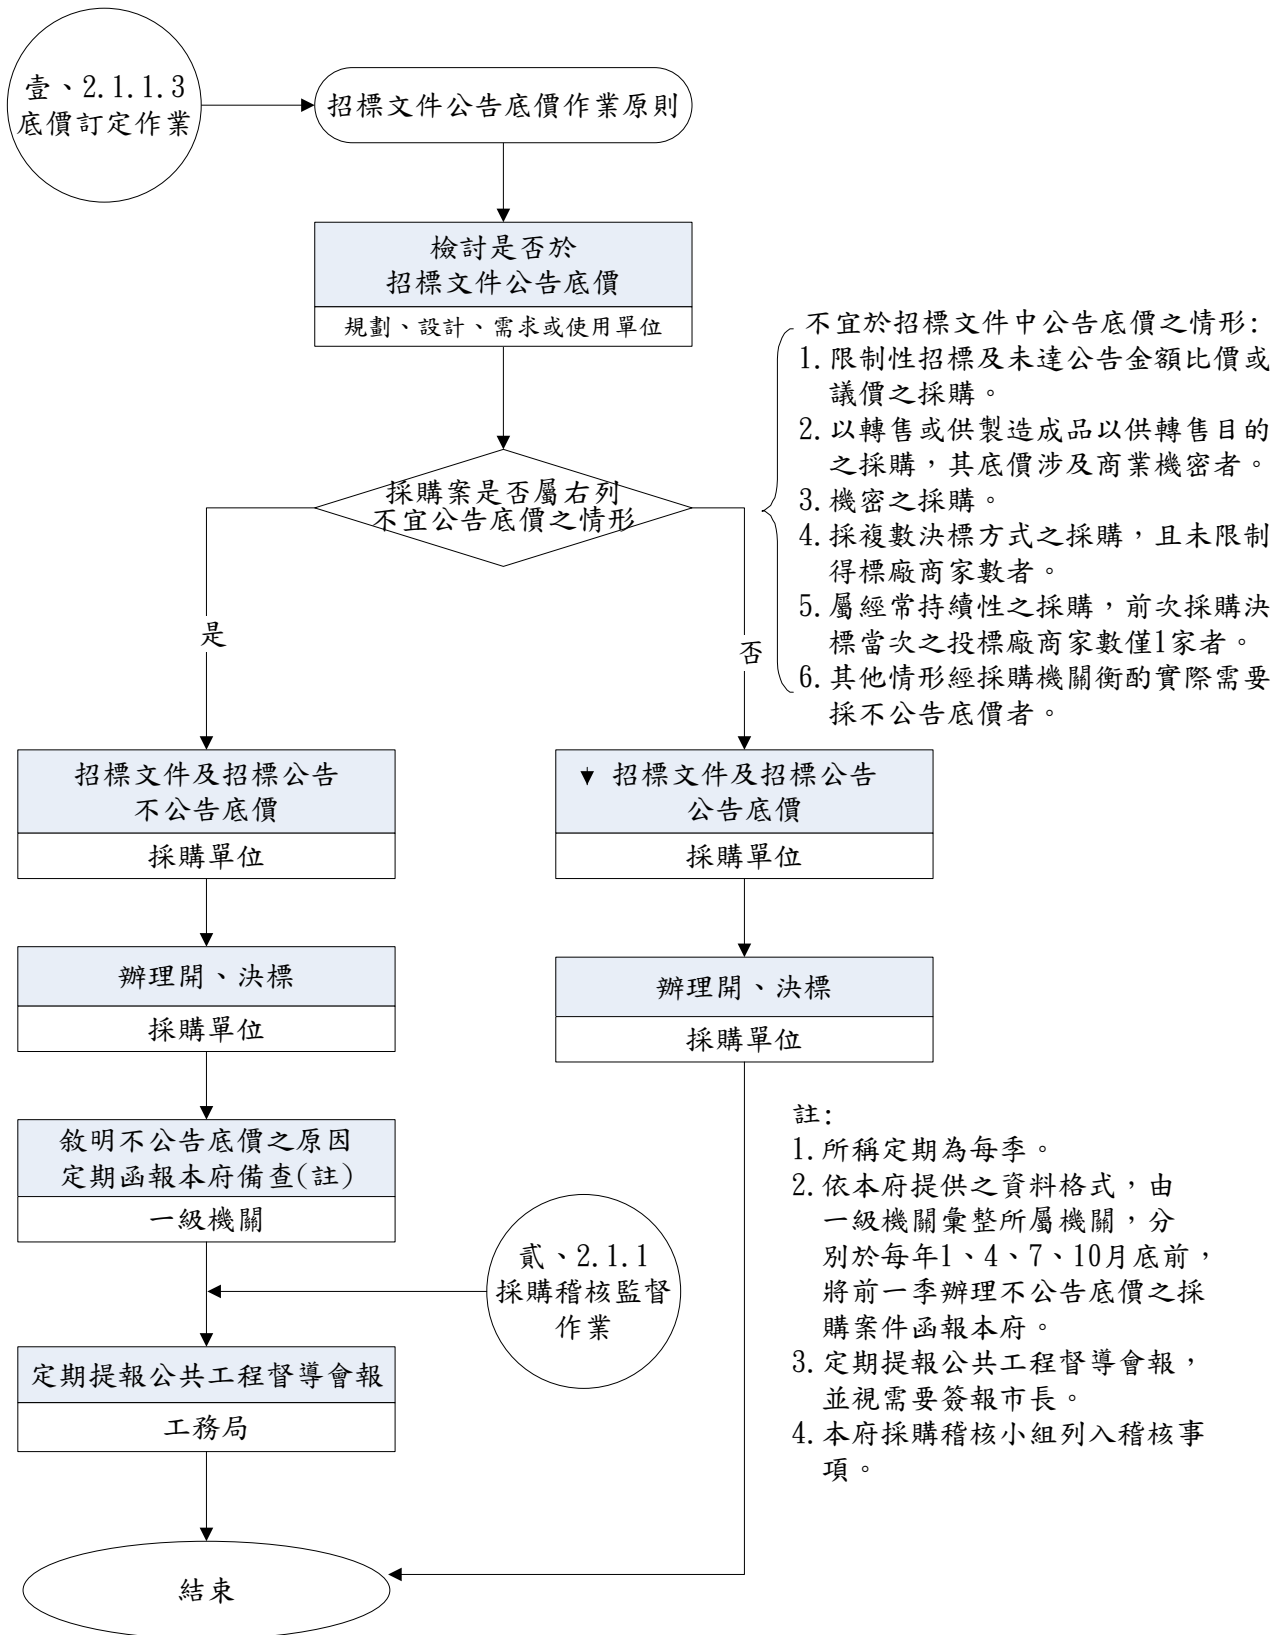 壹、2.1.1.3
底價訂定作業
招標文件公告底價作業原則
檢討是否於
招標文件公告底價
規劃、設計、需求或使用單位
不宜於招標文件中公告底價之情形:
1.限制性招標及未達公告金額比價或
議價之採購。
2.以轉售或供製造成品以供轉售目的
之採購，其底價涉及商業機密者。
3.機密之採購。
4.採複數決標方式之採購，且未限制
得標廠商家數者。
5.屬經常持續性之採購，前次採購決
標當次之投標廠商家數僅1家者。
6.其他情形經採購機關衡酌實際需要
採不公告底價者。
採購案是否屬右列
不宜公告底價之情形
是
否
招標文件及招標公告
不公告底價
採購單位
招標文件及招標公告
公告底價
採購單位
辦理開、決標
採購單位
辦理開、決標
採購單位
敘明不公告底價之原因
定期函報本府備查(註)
一級機關
貳、2.1.1
採購稽核監督
作業
定期提報公共工程督導會報
工務局
結束
註:
1.所稱定期為每季。
2.依本府提供之資料格式，由
一級機關彙整所屬機關，分
別於每年1、4、7、10月底前，
將前一季辦理不公告底價之採
購案件函報本府。
3.定期提報公共工程督導會報，
並視需要簽報市長。
4.本府採購稽核小組列入稽核事
項。